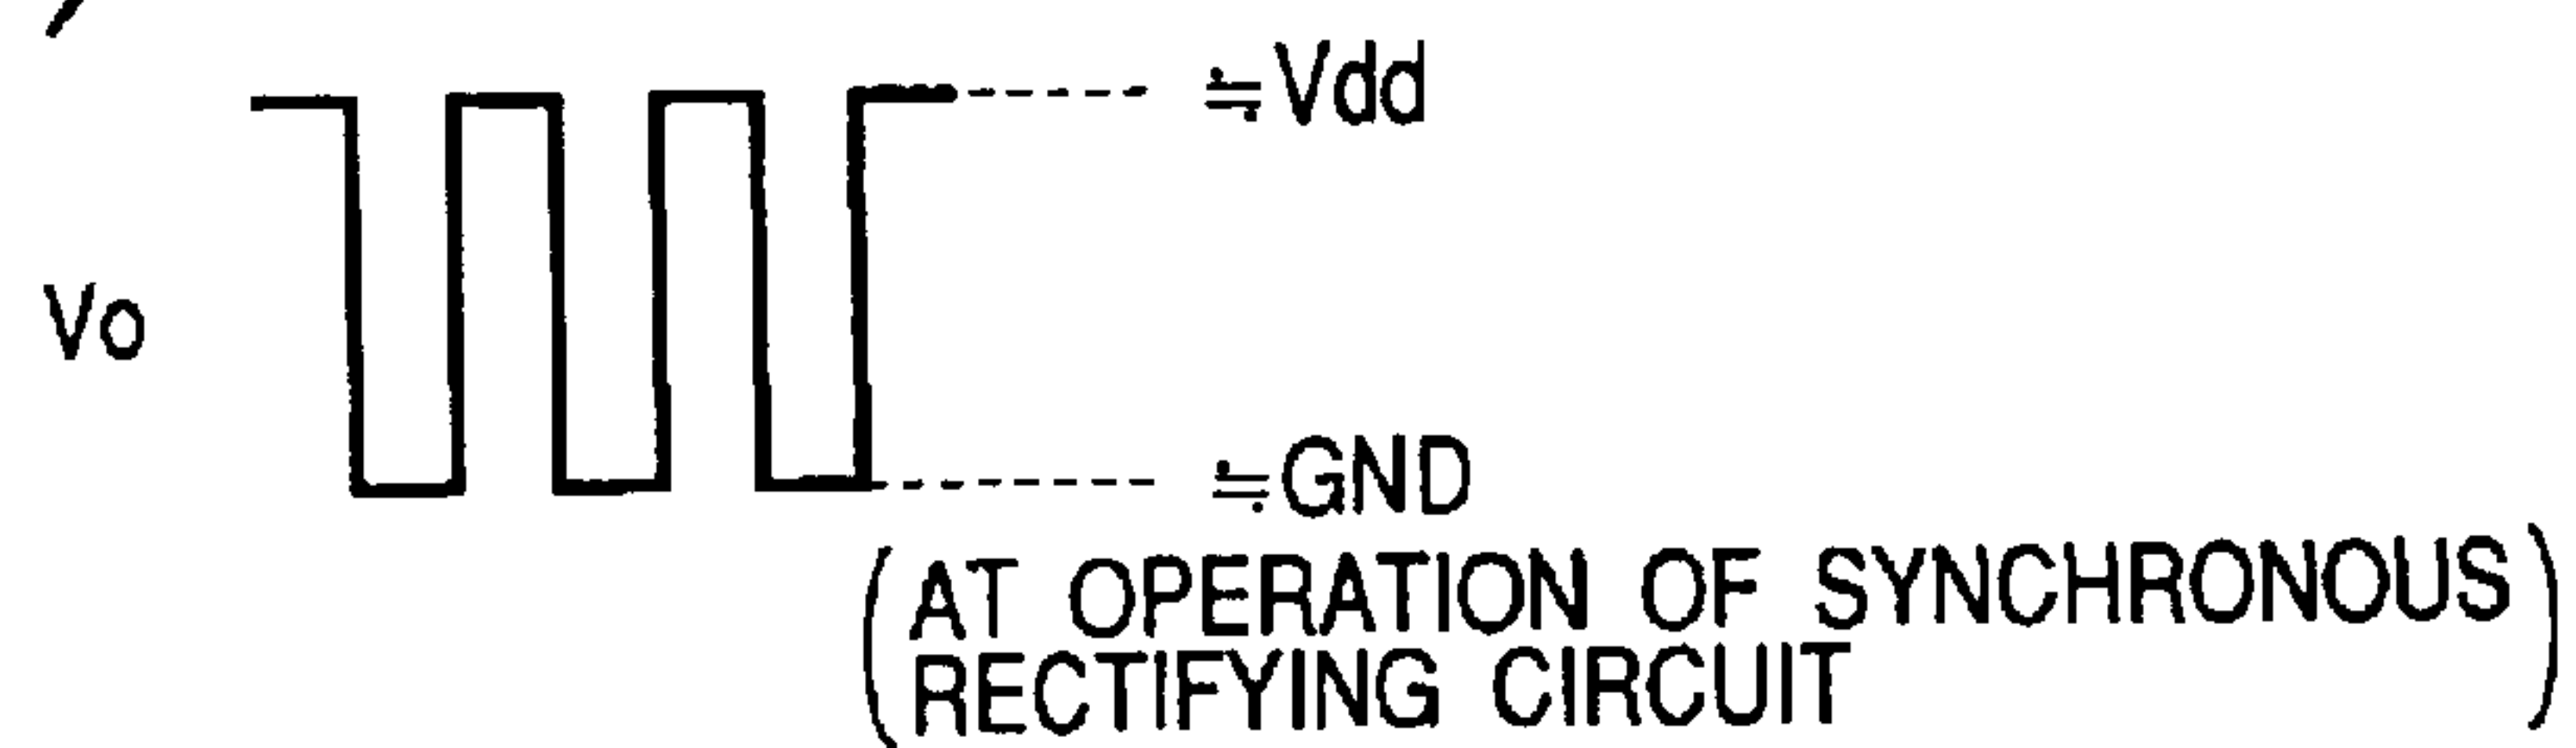 ≒Vdd
Vo
≒GND
(AT OPERATION OF SYNCHRONOUS
RECTIFYING CIRCUIT)